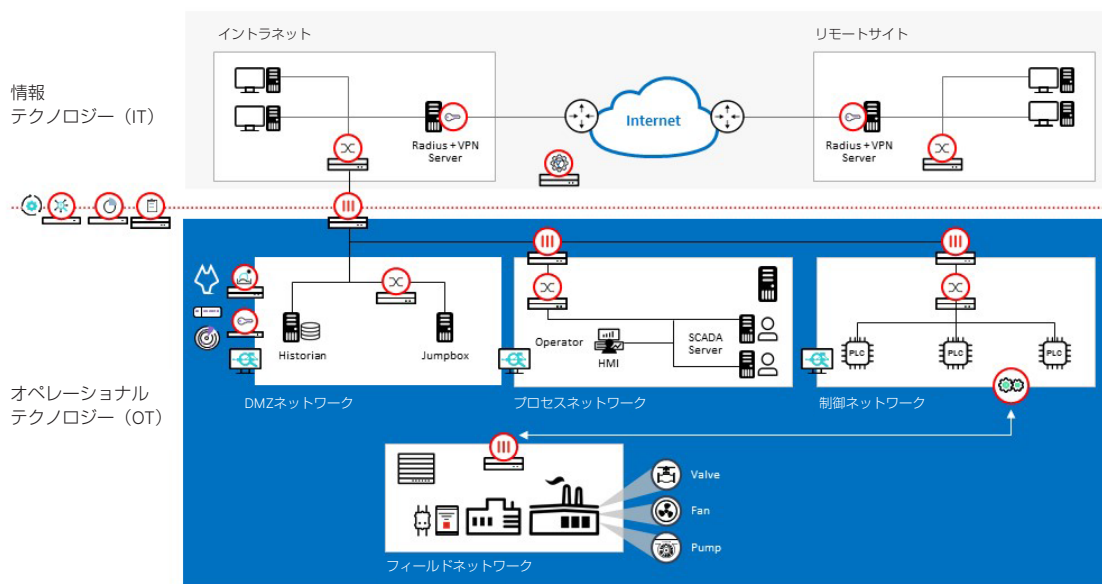 イントラネット
リモートサイト
情報
テクノロジー（IT）
Internet
Radius + VPN
Server
Radius + VPN
Server
Historian
Jumpbox
Operator
HMI
SCADA
Server
PLC
PLC
PLC
DMZネットワーク
プロセスネットワーク
制御ネットワーク
オペレーショナル
テクノロジー（OT）
Valve
Fan
Pump
フィールドネットワーク